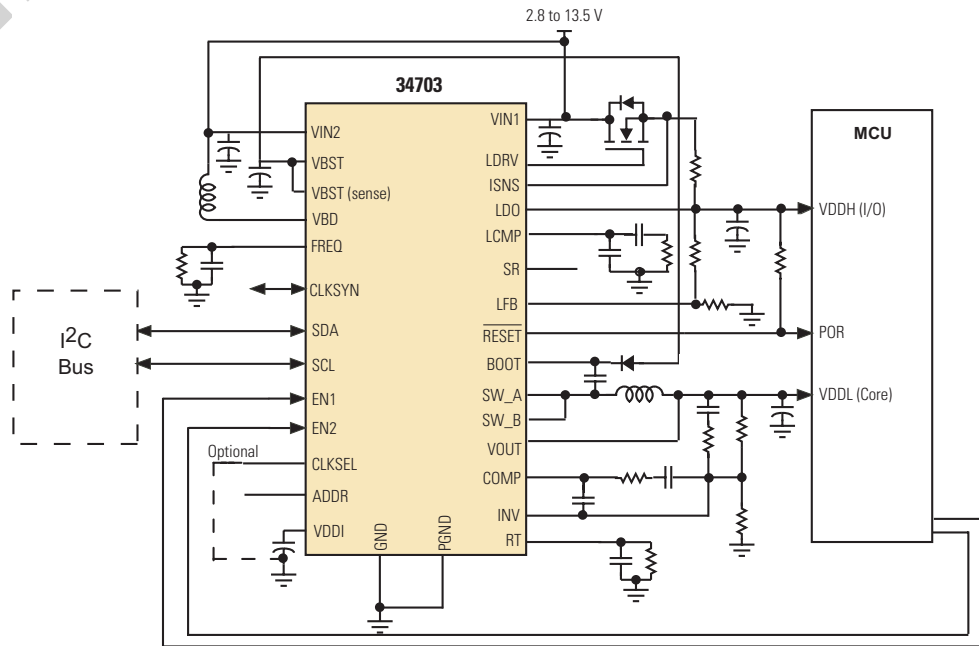 2.8 to 13.5 V
34703
VIN2
VBST
VBST (sense)
VBD
FREQ
CLKSYN
SDA
SCL
EN1
EN2
CLKSEL
ADDR
VDDI
GND
PGND
VIN1
LDRV
ISNS
LDO
LCMP
SR
LFB
RESET
BOOT
SW_A
SW_B
VOUT
COMP
INV
RT
I2C
Bus
Optional
MCU
VDDH (I/O)
POR
VDDL (Core)